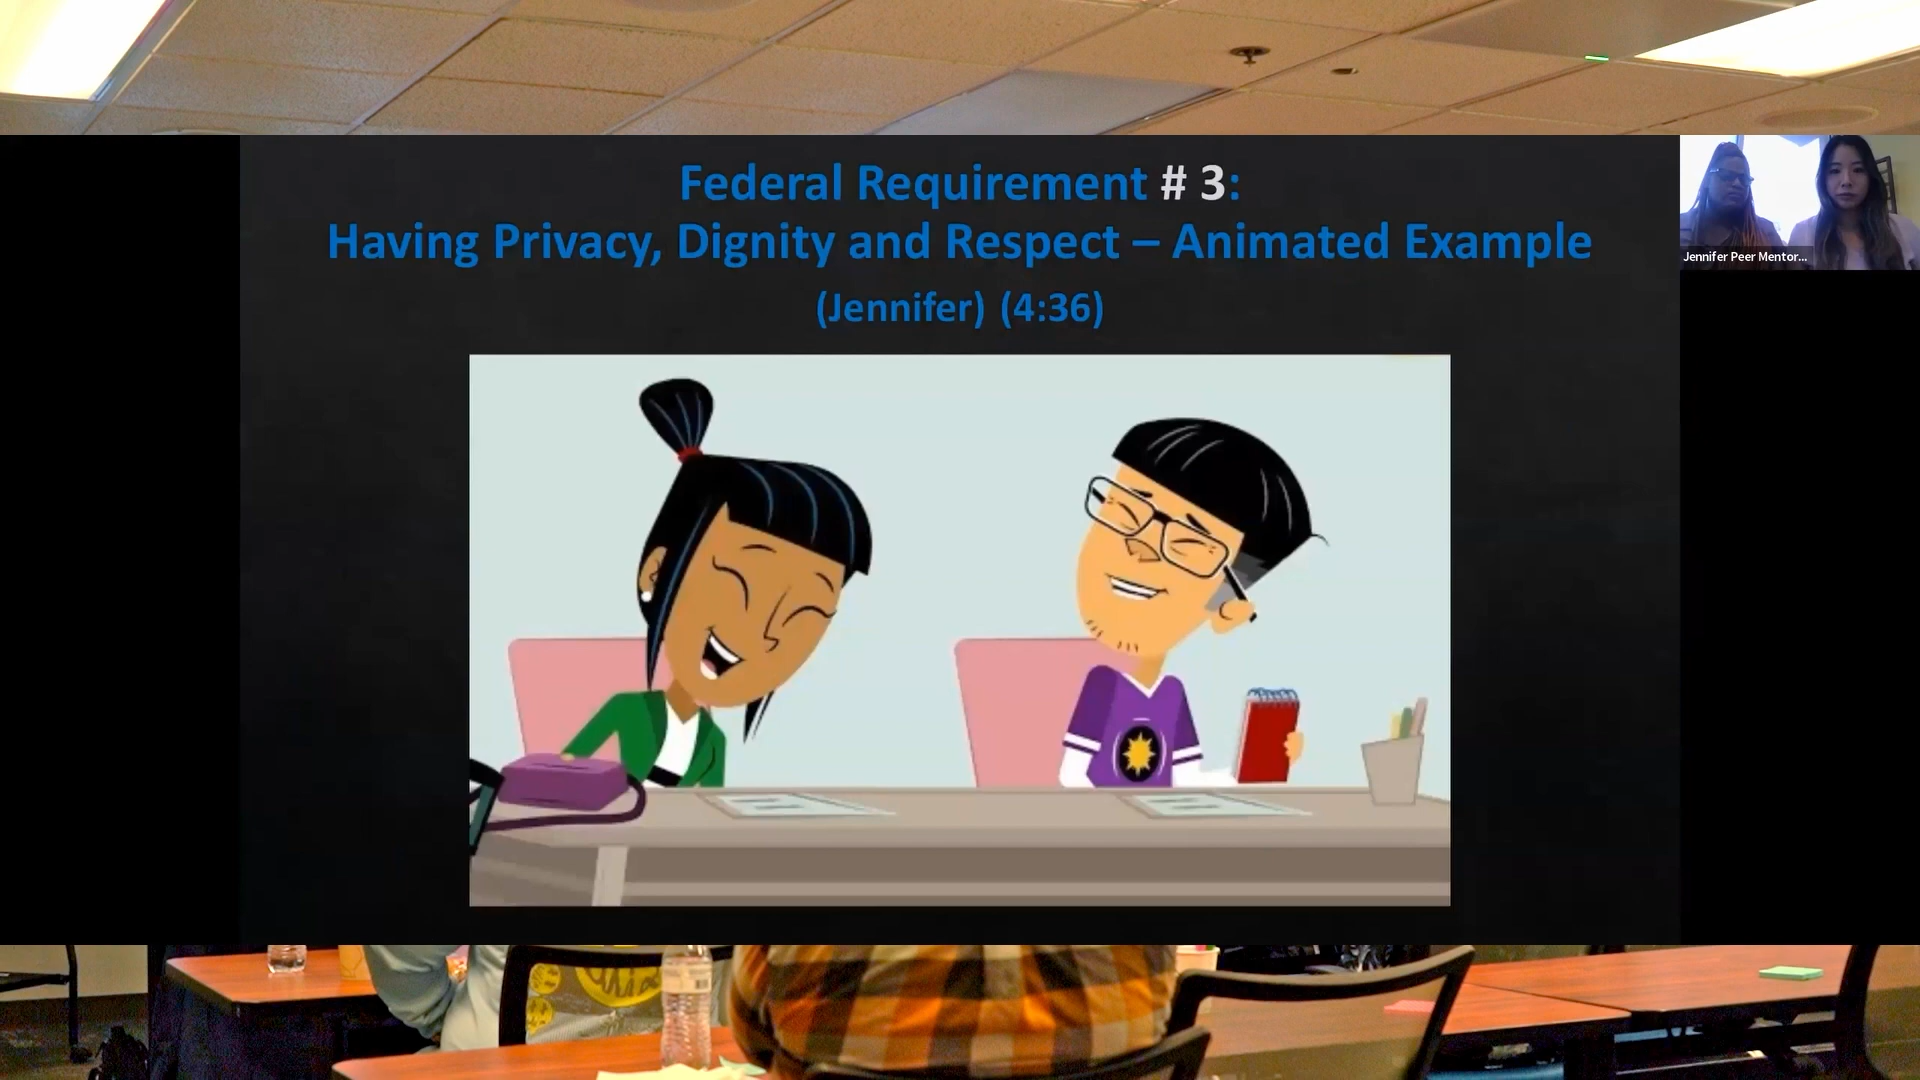 Federal Requirement # 3:
Having Privacy, Dignity and Respect – Animated Example
(Jennifer) (4:36)
Jennifer Peer Mentor...